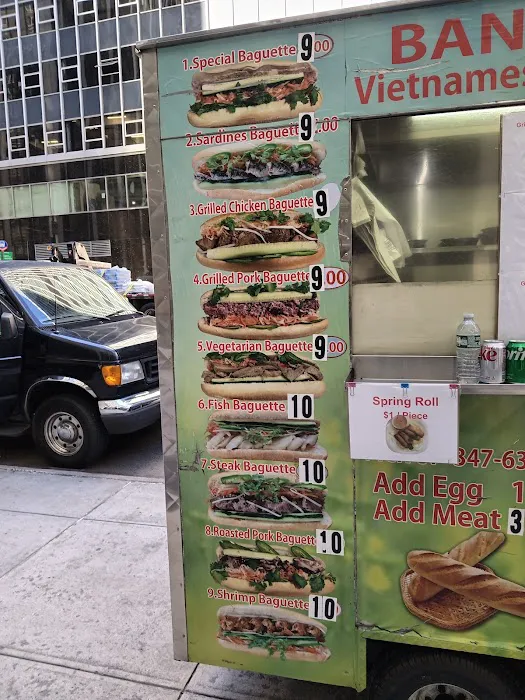 BAN
Vietnames
1.Special Baguette 9 00
2.Sardines Baguett 9 .00
3.Grilled Chicken Baguette 9
4.Grilled Pork Baguette 9 00
5.Vegetarian Baguette 9 00
6.Fish Baguette 10
7.Steak Baguette 10
8.Roasted Pork Baguett 10
9.Shrimp Baguette 10
Spring Roll
$1/Piece
347-63
Add Egg 1
Add Meat 3